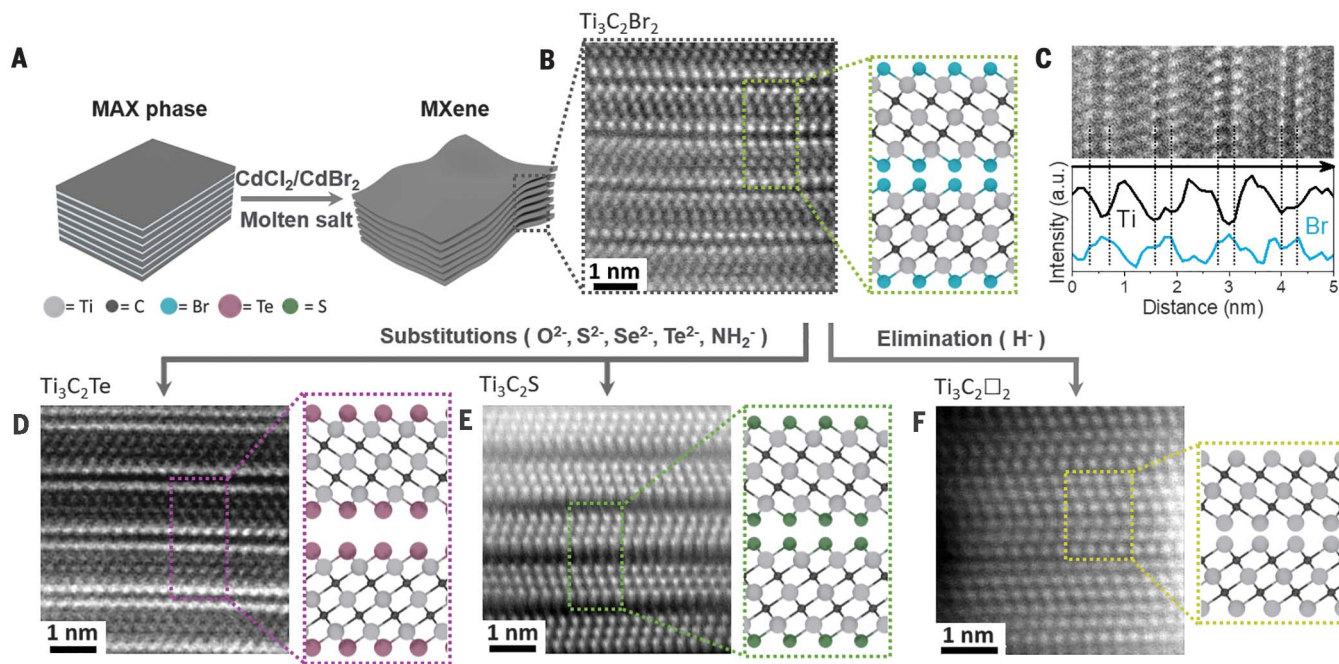 A
MAX phase
CdCl₂/CdBr₂
Molten salt
MXene
= Ti = C = Br = Te = S
Ti₃C₂Br₂
B
1 nm
C
Intensity (a.u.)
Ti
Br
0 1 2 3 4 5
Distance (nm)
Substitutions ( O²⁻, S²⁻, Se²⁻, Te²⁻, NH₂⁻ )
Elimination ( H⁻ )
Ti₃C₂Te
D
1 nm
Ti₃C₂S
E
1 nm
Ti₃C₂□₂
F
1 nm